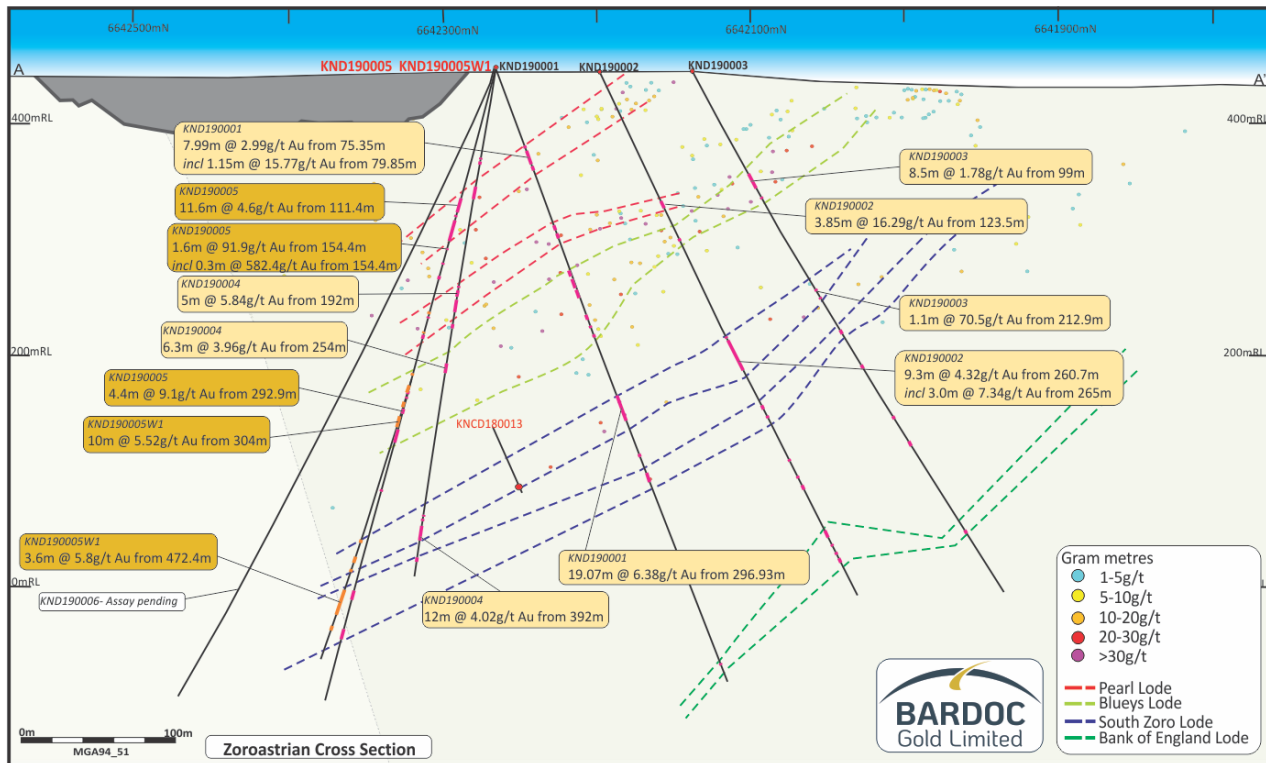 6642500mN
6642300mN
6642100mN
6641900mN
A
KND190005 KND190005W1
KND190001
KND190002
KND190003
A'
400mRL
400mRL
KND190001
7.99m @ 2.99g/t Au from 75.35m
incl 1.15m @ 15.77g/t Au from 79.85m
KND190003
8.5m @ 1.78g/t Au from 99m
KND190005
11.6m @ 4.6g/t Au from 111.4m
KND190002
3.85m @ 16.29g/t Au from 123.5m
KND190005
1.6m @ 91.9g/t Au from 154.4m
incl 0.3m @ 582.4g/t Au from 154.4m
KND190004
5m @ 5.84g/t Au from 192m
KND190003
1.1m @ 70.5g/t Au from 212.9m
KND190004
6.3m @ 3.96g/t Au from 254m
200mRL
200mRL
KND190002
9.3m @ 4.32g/t Au from 260.7m
incl 3.0m @ 7.34g/t Au from 265m
KND190005
4.4m @ 9.1g/t Au from 292.9m
KND190005W1
10m @ 5.52g/t Au from 304m
KNCD180013
KND190005W1
3.6m @ 5.8g/t Au from 472.4m
KND190001
19.07m @ 6.38g/t Au from 296.93m
0mRL
KND190006- Assay pending
KND190004
12m @ 4.02g/t Au from 392m
Gram metres
1-5g/t
5-10g/t
10-20g/t
20-30g/t
>30g/t
Pearl Lode
Blueys Lode
South Zoro Lode
Bank of England Lode
BARDOC
Gold Limited
0m
100m
MGA94_51
Zoroastrian Cross Section